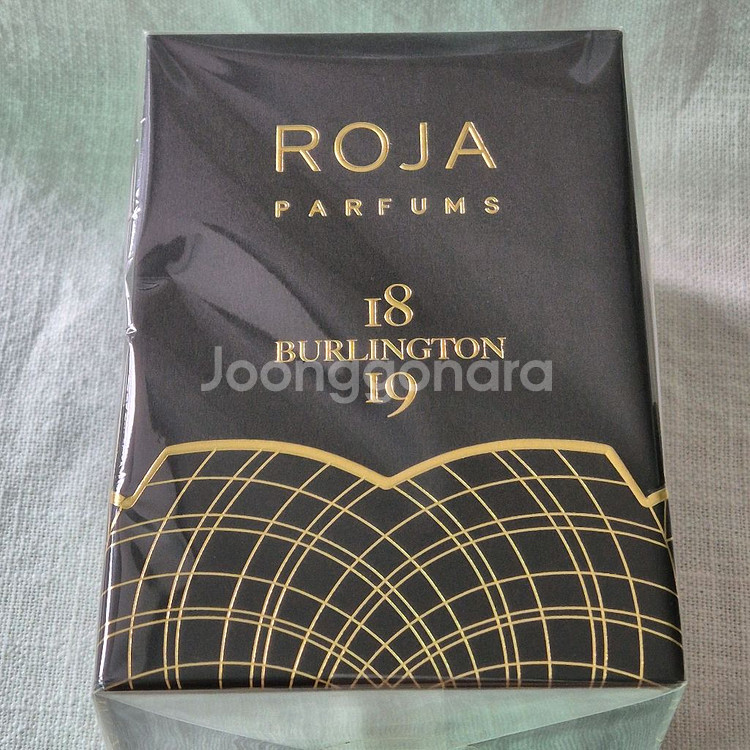 ROJA
PARFUMS
18
BURLINGTON
Joonggonara
19